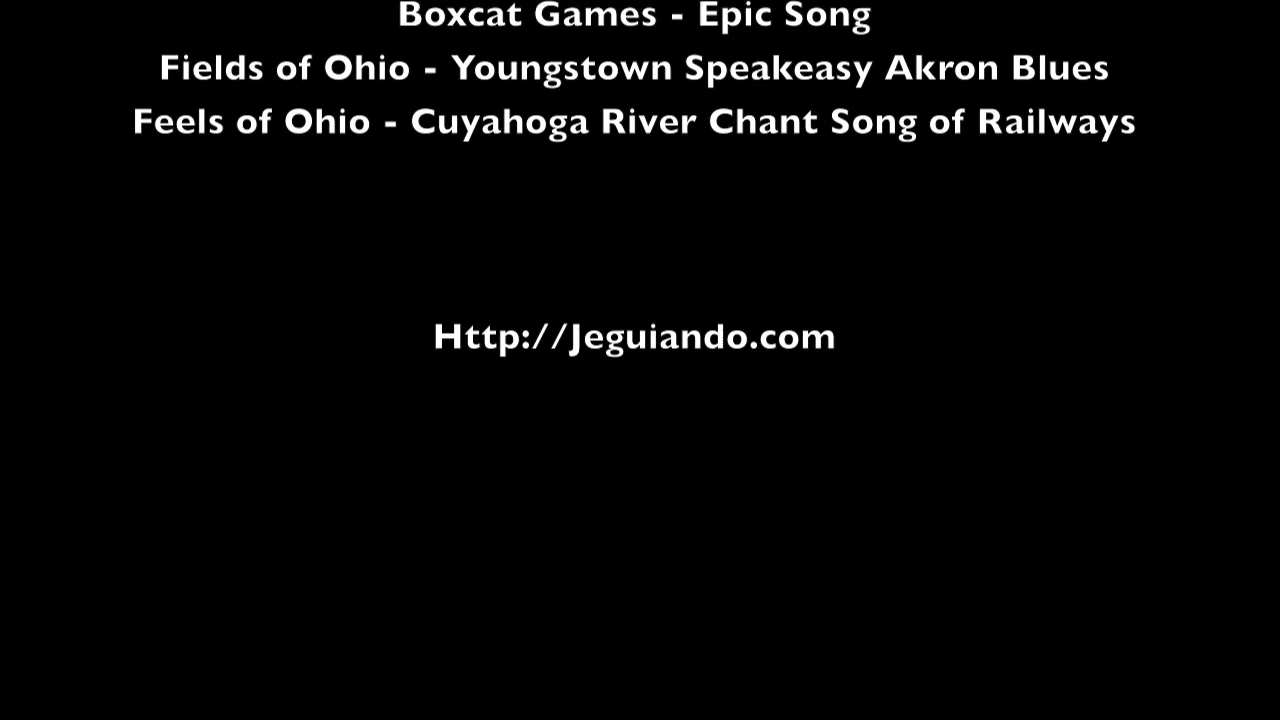 Boxcat Games - Epic Song
Fields of Ohio - Youngstown Speakeasy Akron Blues
Feels of Ohio - Cuyahoga River Chant Song of Railways
Http://Jeguiando.com